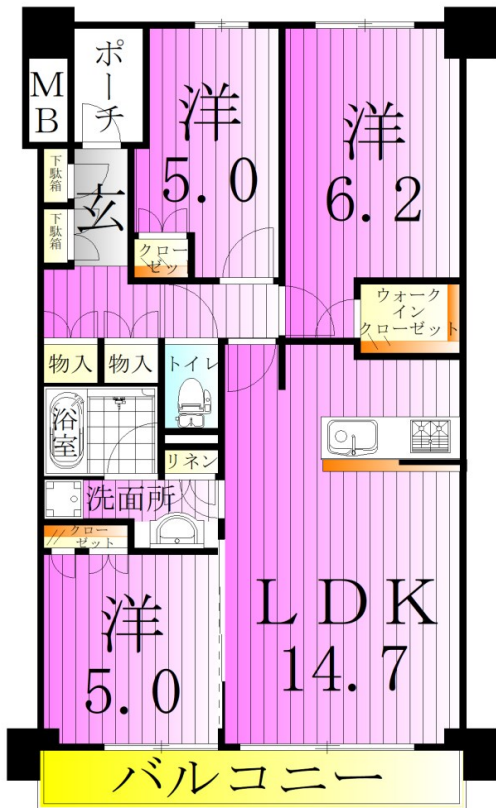 ポーチ
MB
洋
5.0
洋
6.2
下駄箱
玄
下駄箱
クロー
ゼット
ウォーク
イン
クローゼット
物入
物入
トイレ
浴室
リネン
洗面所
クロー
ゼット
洋
5.0
LDK
14.7
バルコニー